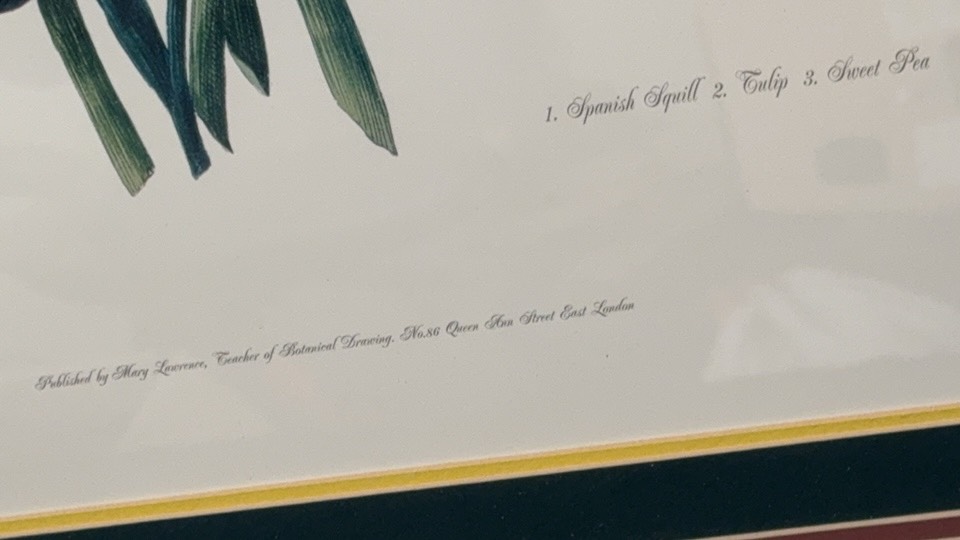 1. Spanish Squill 2. Tulip 3. Sweet Pea
Published by Mary Lawrence, Teacher of Botanical Drawing. No.86 Queen Ann Street East London